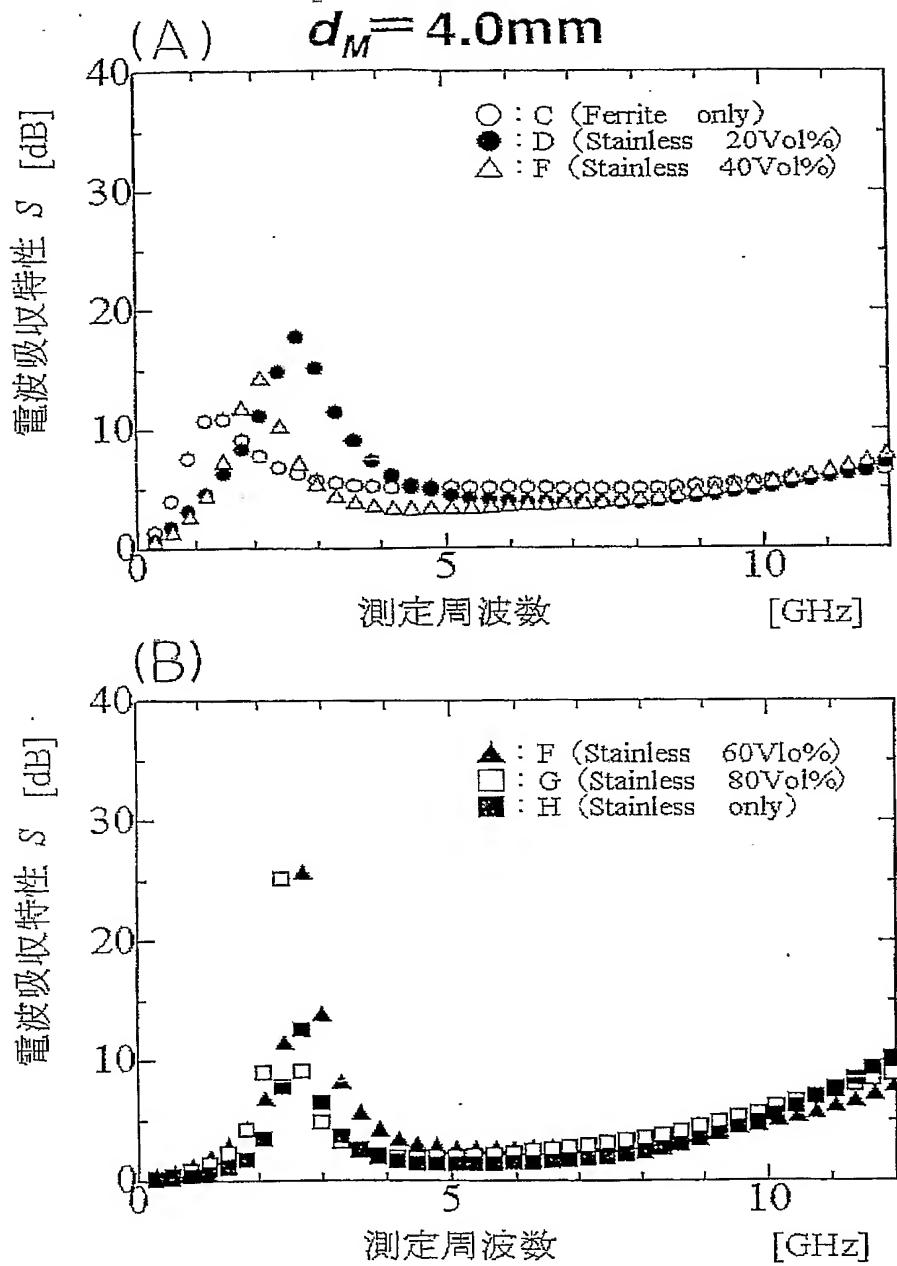 (A) d_M = 4.0mm
40
30
20
10
0
電波吸収特性 S [dB]
○ : C (Ferrite only)
● : D (Stainless 20Vol%)
△ : F (Stainless 40Vol%)
0 5 10
測定周波数 [GHz]
(B)
40
30
20
10
0
電波吸収特性 S [dB]
▲ : F (Stainless 60Vlo%)
□ : G (Stainless 80Vol%)
■ : H (Stainless only)
0 5 10
測定周波数 [GHz]